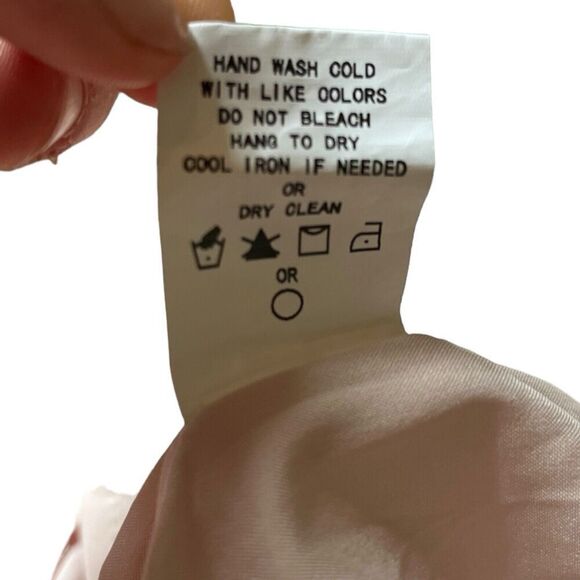 HAND WASH COLD
WITH LIKE COLORS
DO NOT BLEACH
HANG TO DRY
COOL IRON IF NEEDED
OR
DRY CLEAN
OR